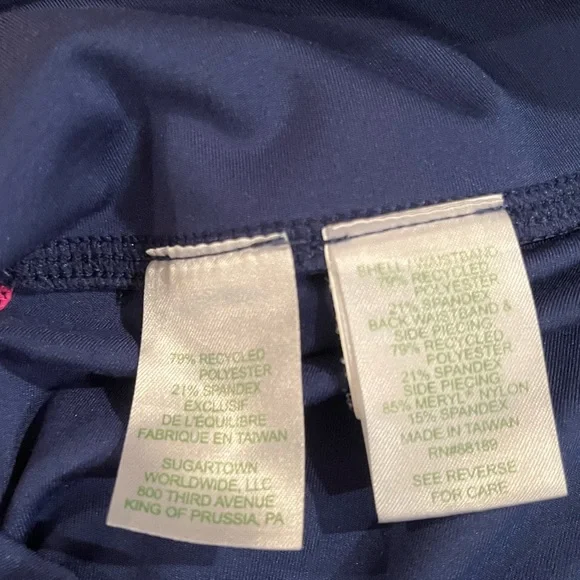 79% RECYCLED
POLYESTER
21% SPANDEX
EXCLUSIF
DE L'ÉQUILIBRE
FABRIQUE EN TAIWAN
SUGARTOWN
WORLDWIDE, LLC
800 THIRD AVENUE
KING OF PRUSSIA, PA
SHELL / WAISTBAND
79% RECYCLED
POLYESTER
21% SPANDEX
BACK WAISTBAND &
SIDE PIECING,
79% RECYCLED
POLYESTER
21% SPANDEX
SIDE PIECING
85% MERYL® NYLON
15% SPANDEX
MADE IN TAIWAN
RN#88189
SEE REVERSE
FOR CARE